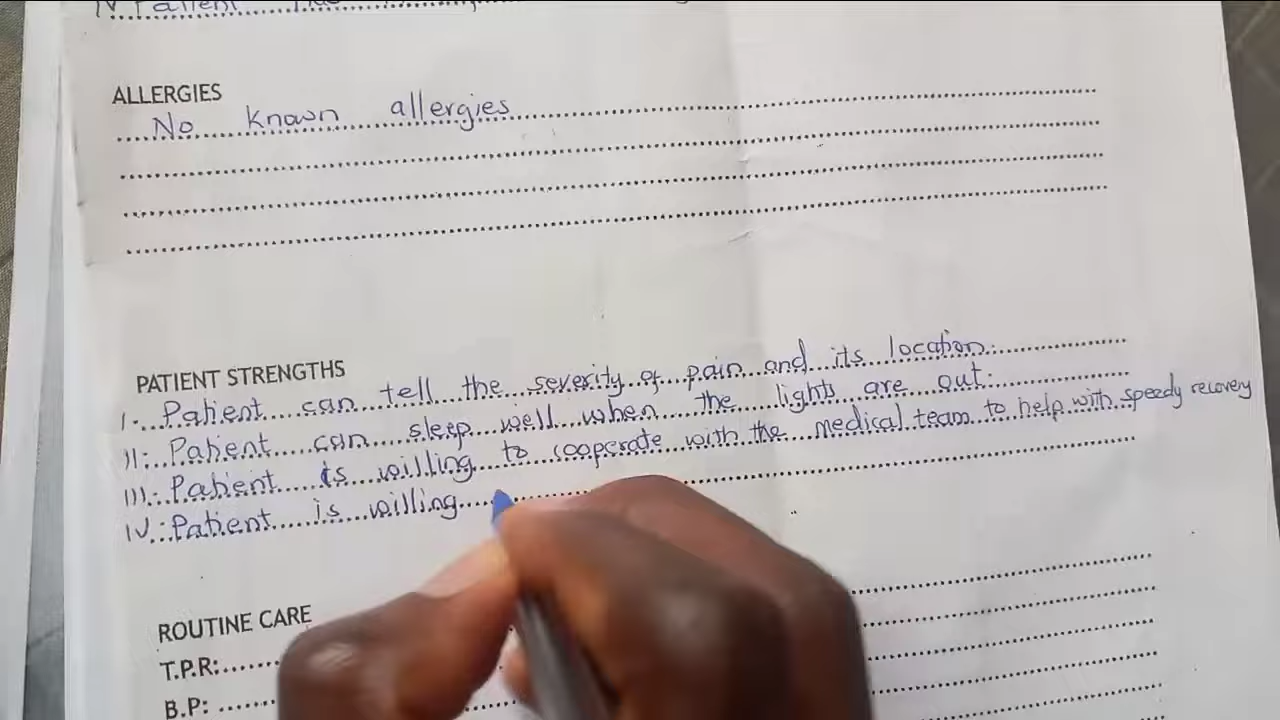 IV. Patient
ALLERGIES
No known allergies
PATIENT STRENGTHS
I. Patient can tell the severity of pain and its location.
II. Patient can sleep well when the lights are out.
III. Patient is willing to cooperate with the medical team to help with speedy recovery
IV. Patient is willing
ROUTINE CARE
T.P.R:
B.P: